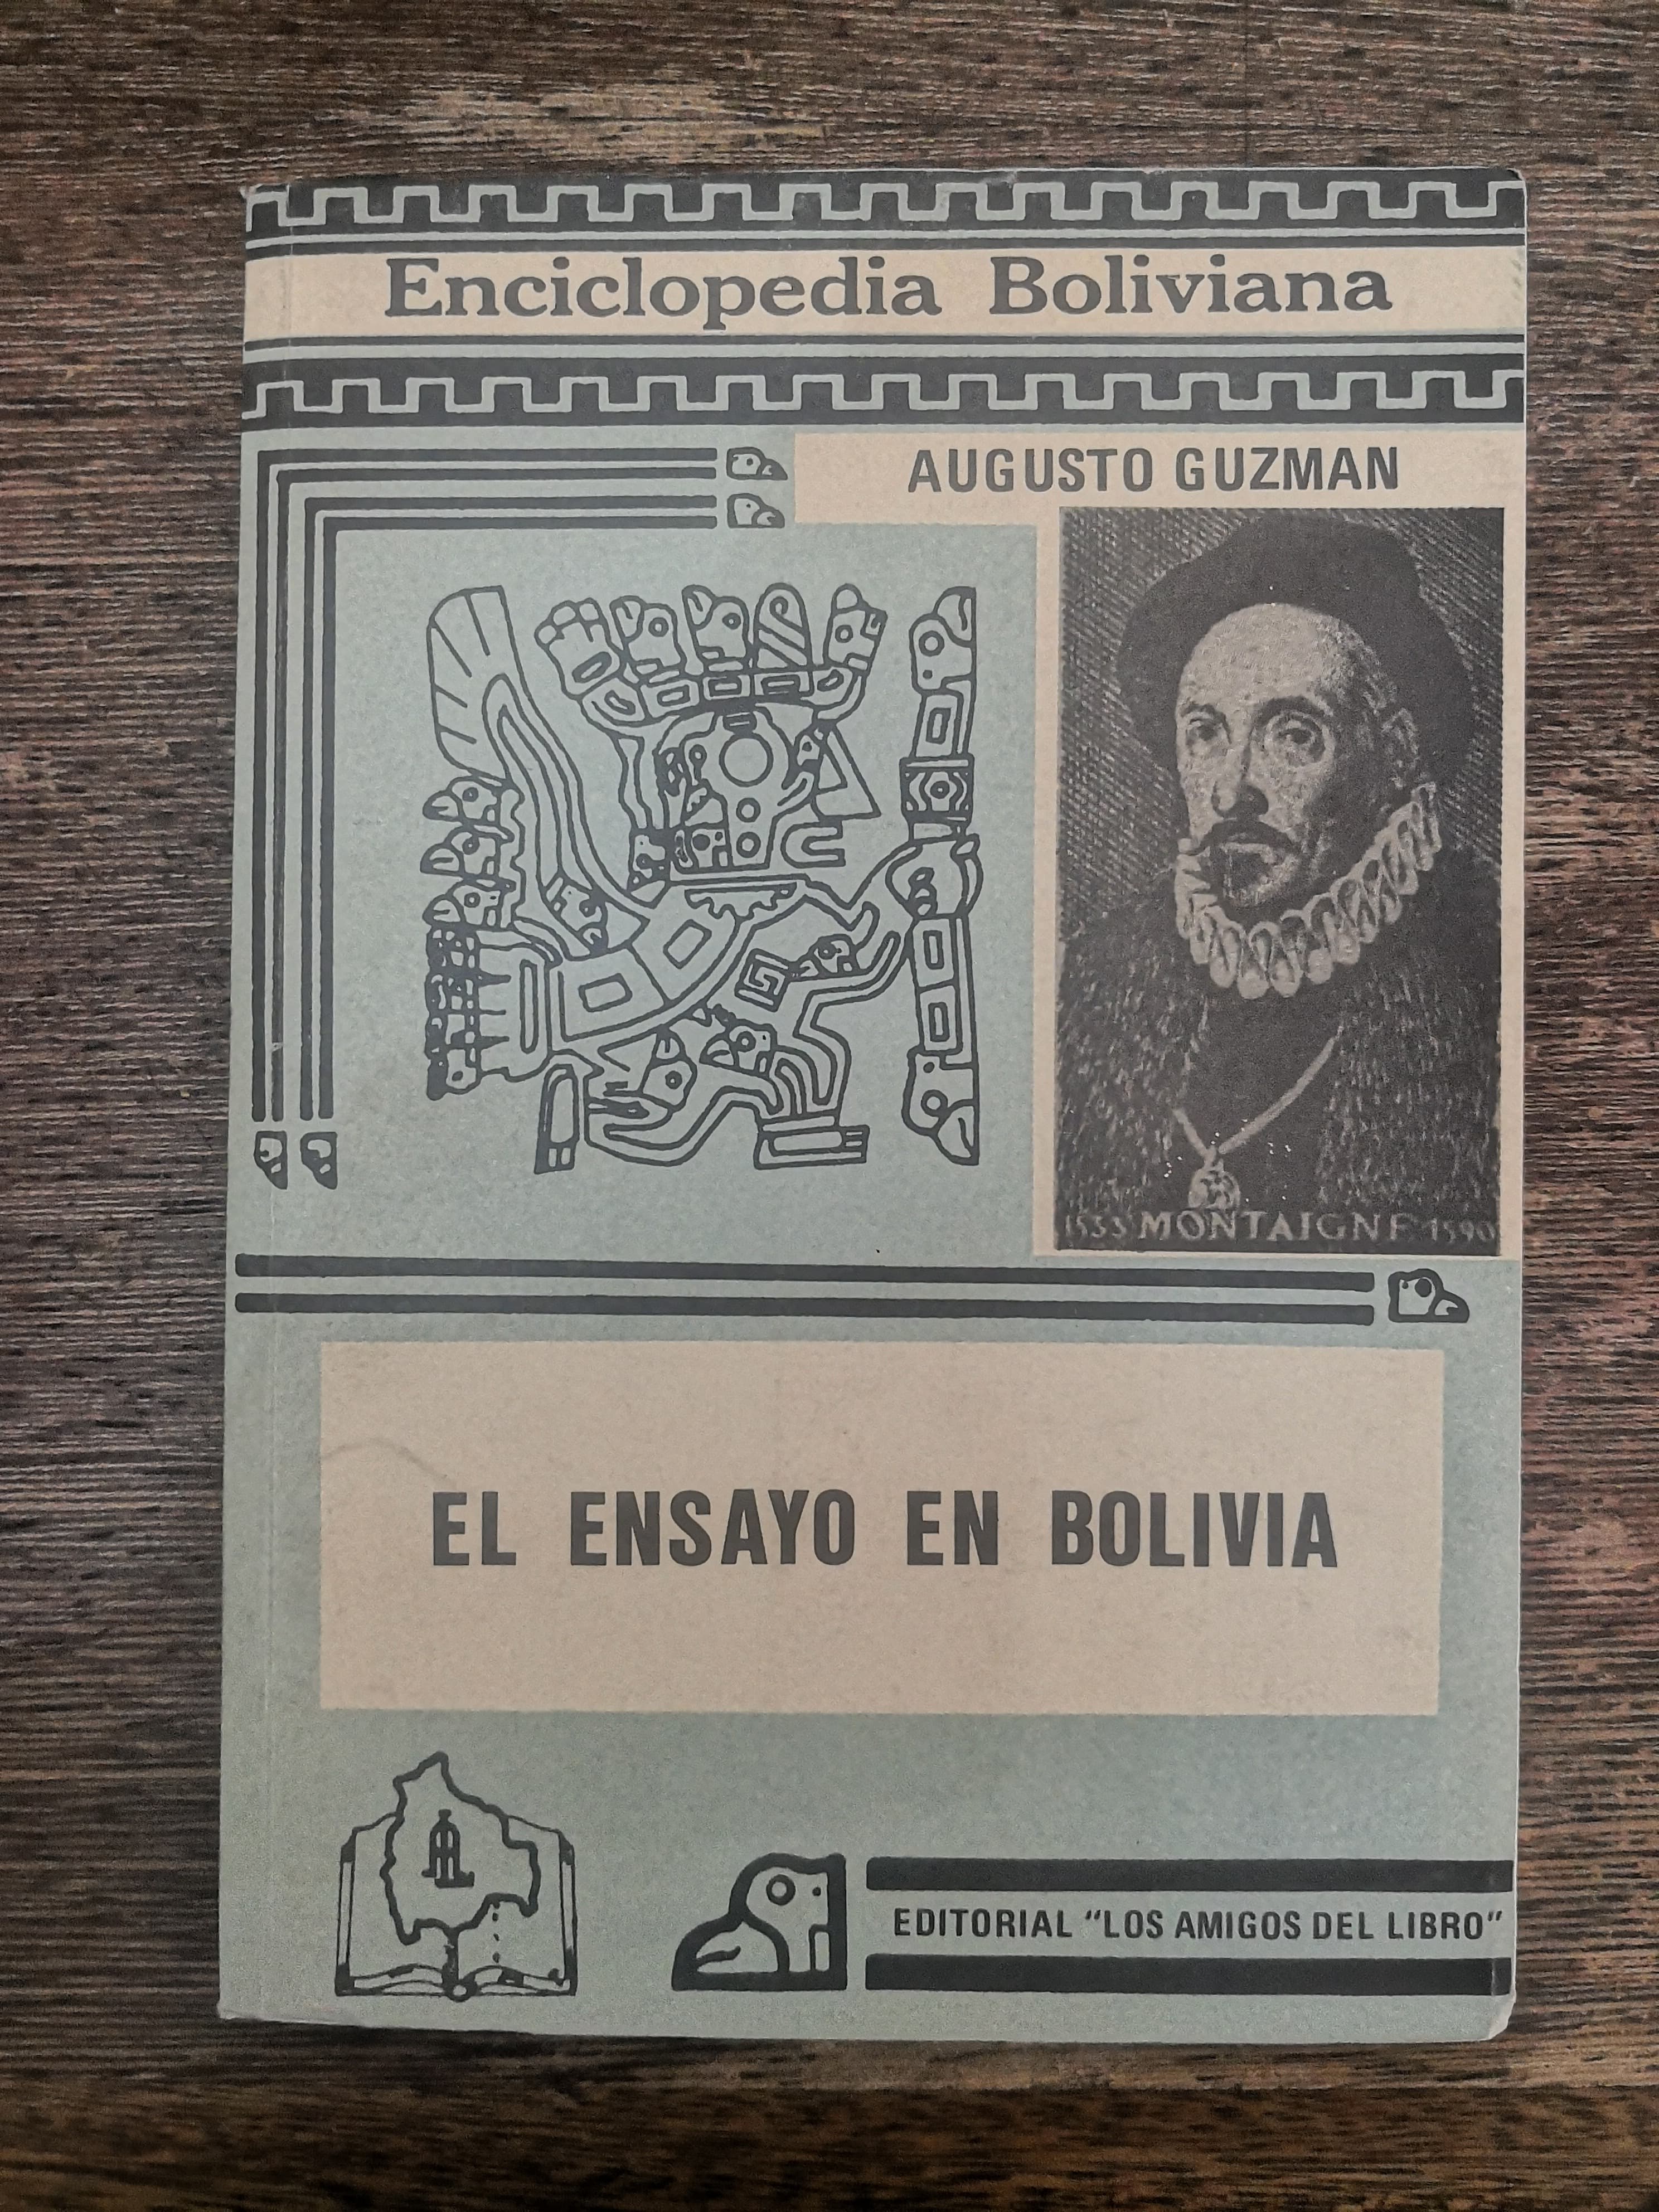 Enciclopedia Boliviana
AUGUSTO GUZMAN
1533 MONTAIGNE 1590
EL ENSAYO EN BOLIVIA
EDITORIAL "LOS AMIGOS DEL LIBRO"